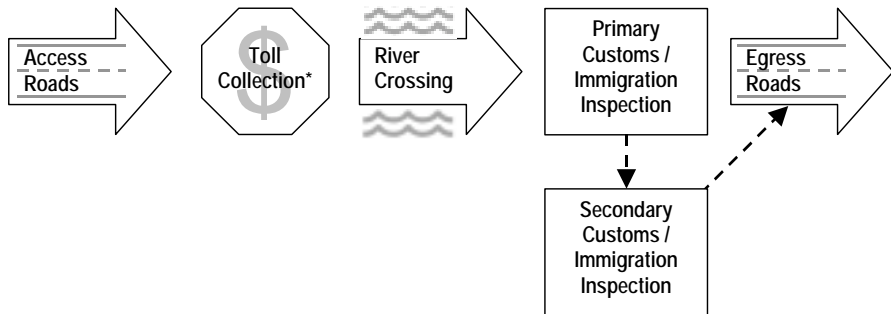 Access
Roads
$
Toll
Collection*
River
Crossing
Primary
Customs /
Immigration
Inspection
Egress
Roads
Secondary
Customs /
Immigration
Inspection